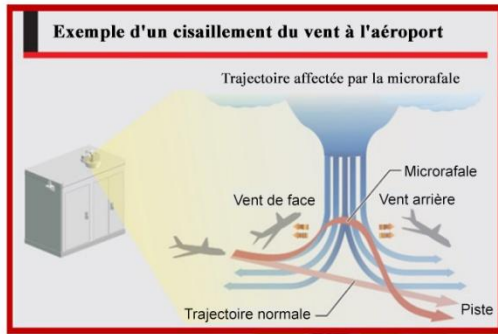 Exemple d'un cisaillement du vent à l'aéroport
Trajectoire affectée par la microrafale
Microrafale
Vent de face
Vent arrière
Trajectoire normale
Piste